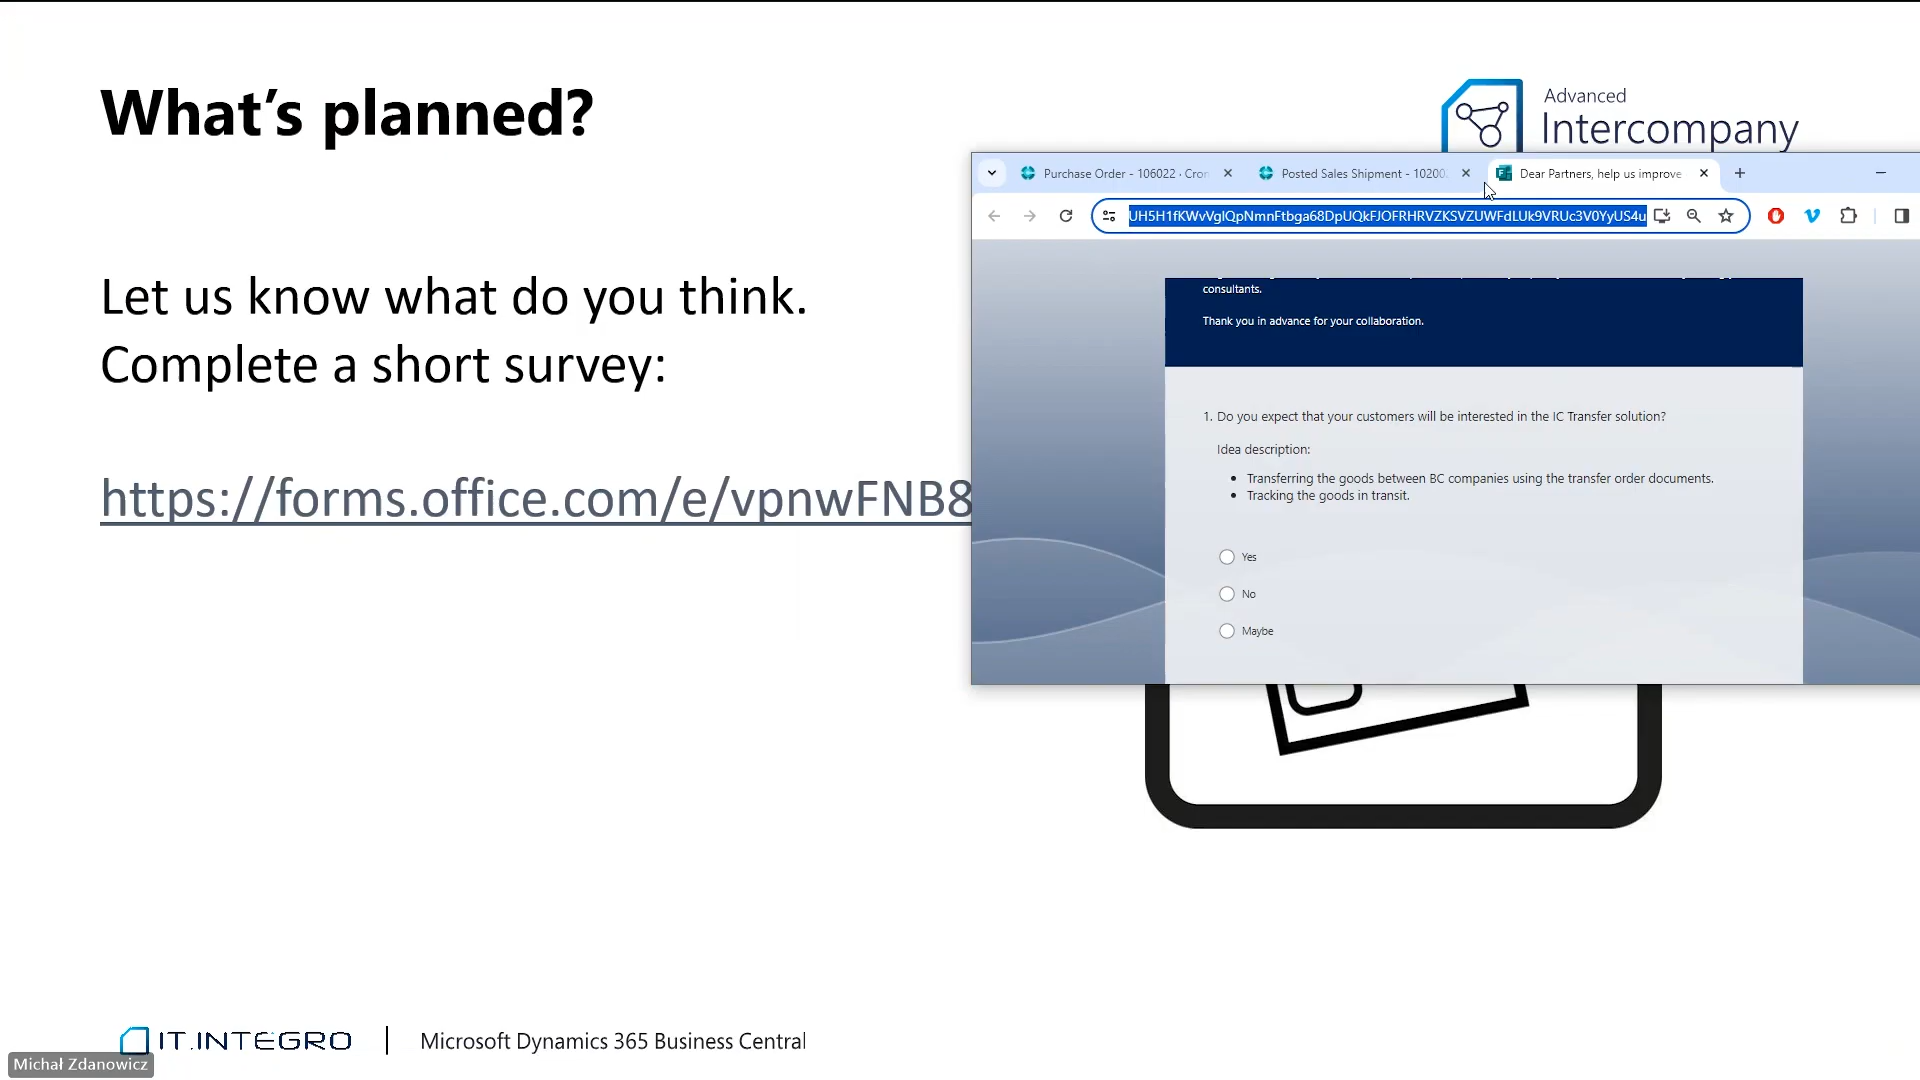 What's planned?
Advanced
Intercompany
Let us know what do you think.
Complete a short survey:
https://forms.office.com/e/vpnwFNB8
Purchase Order - 106022 · Cron
Posted Sales Shipment - 10200
Dear Partners, help us improve
UH5H1fKWvVglQpNmnFtbga68DpUQkFJOFRHRVZKSVZUWFdLUk9VRUc3V0YyUS4u
consultants.
Thank you in advance for your collaboration.
1. Do you expect that your customers will be interested in the IC Transfer solution?
Idea description:
• Transferring the goods between BC companies using the transfer order documents.
• Tracking the goods in transit.
Yes
No
Maybe
IT.INTEGRO
Microsoft Dynamics 365 Business Central
Michał Zdanowicz